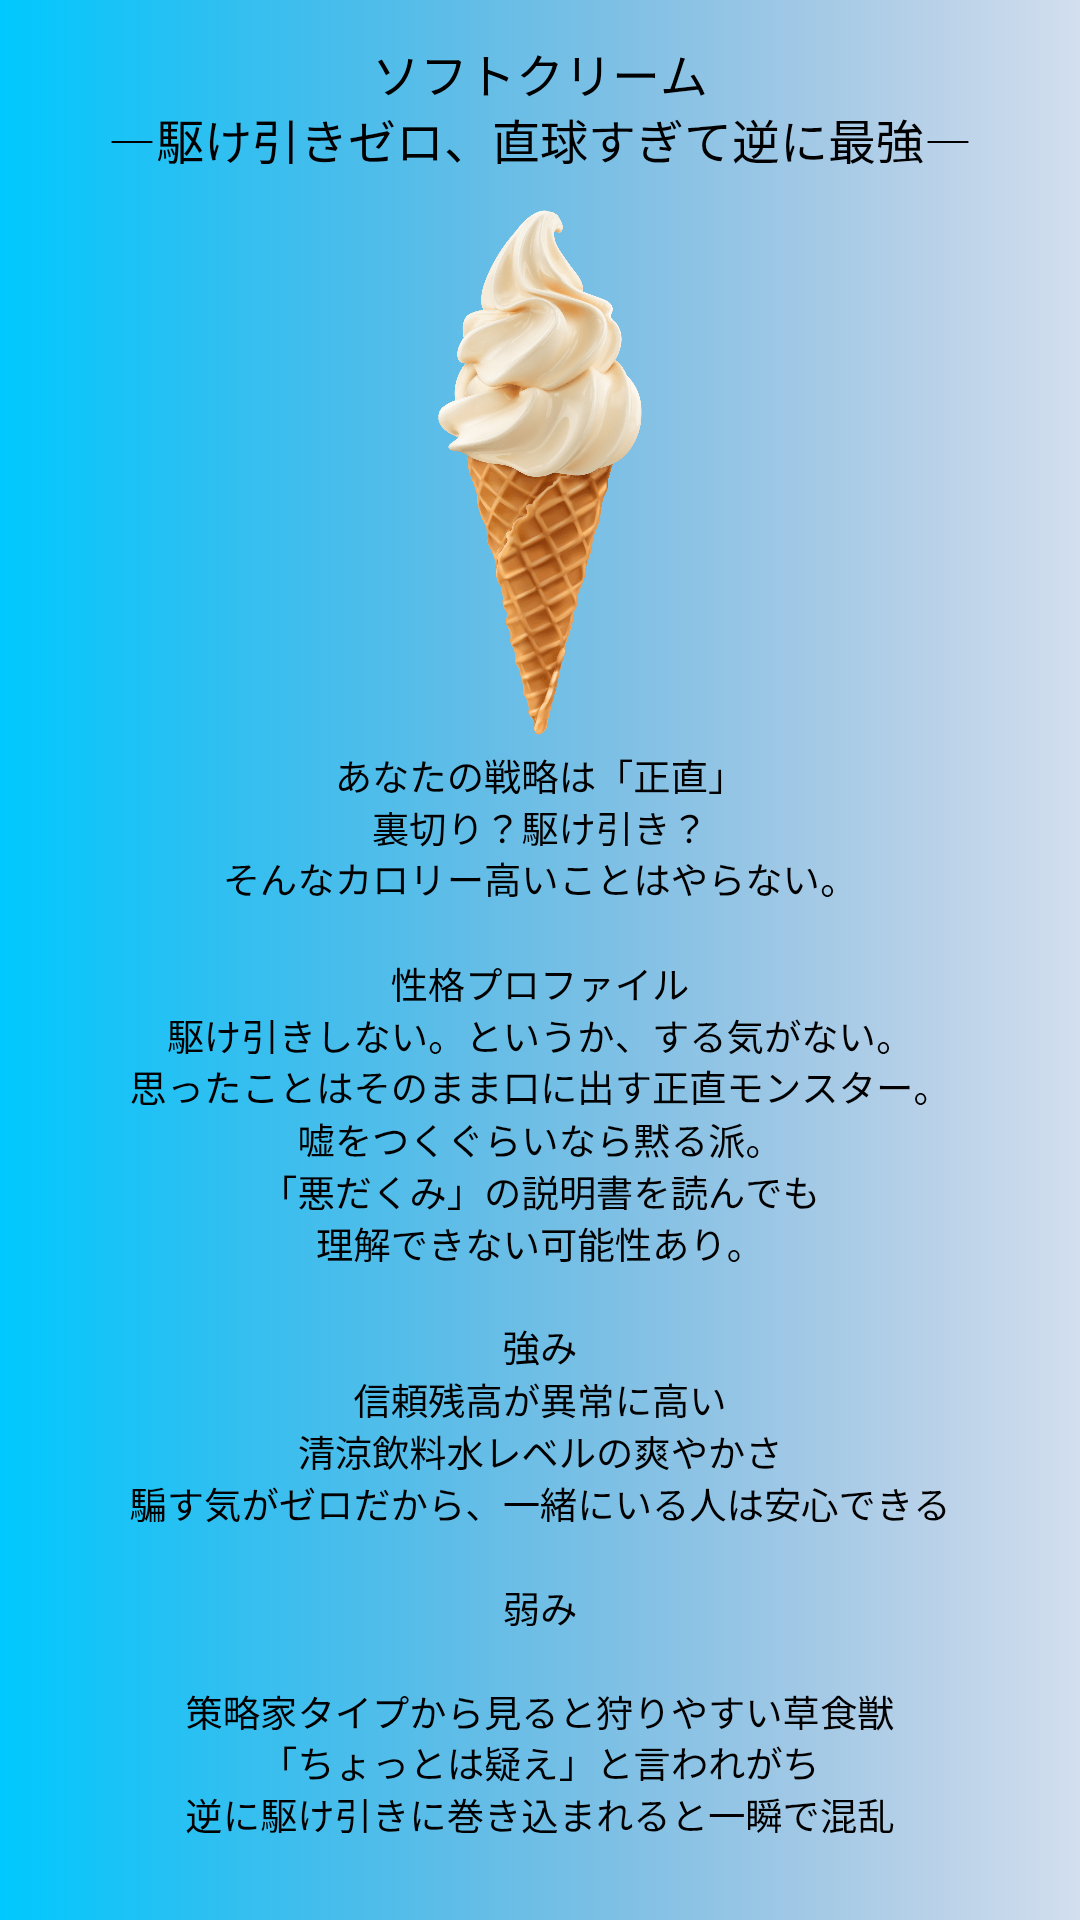 ソフトクリーム
―駆け引きゼロ、直球すぎて逆に最強―
あなたの戦略は「正直」
裏切り？駆け引き？
そんなカロリー高いことはやらない。
性格プロファイル
駆け引きしない。というか、する気がない。
思ったことはそのまま口に出す正直モンスター。
嘘をつくぐらいなら黙る派。
「悪だくみ」の説明書を読んでも
理解できない可能性あり。
強み
信頼残高が異常に高い
清涼飲料水レベルの爽やかさ
騙す気がゼロだから、一緒にいる人は安心できる
弱み
策略家タイプから見ると狩りやすい草食獣
「ちょっとは疑え」と言われがち
逆に駆け引きに巻き込まれると一瞬で混乱